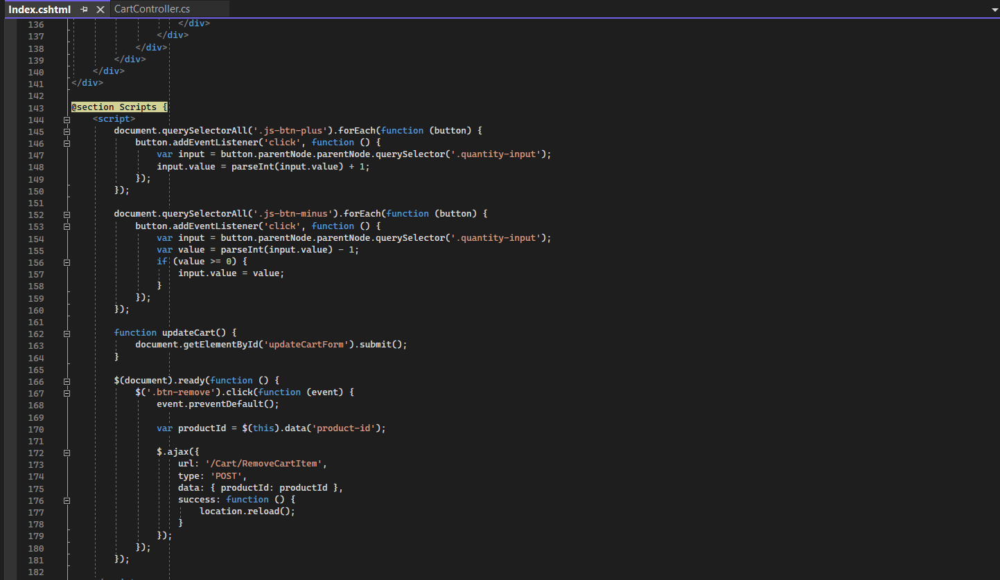 Index.cshtml CartController.cs
136 </div>
137 </div>
138 </div>
139 </div>
140 </div>
141 </div>
142
143 @section Scripts {
144 <script>
145 document.querySelectorAll('.js-btn-plus').forEach(function (button) {
146 button.addEventListener('click', function () {
147 var input = button.parentNode.parentNode.querySelector('.quantity-input');
148 input.value = parseInt(input.value) + 1;
149 });
150 });
151
152 document.querySelectorAll('.js-btn-minus').forEach(function (button) {
153 button.addEventListener('click', function () {
154 var input = button.parentNode.parentNode.querySelector('.quantity-input');
155 var value = parseInt(input.value) - 1;
156 if (value >= 0) {
157 input.value = value;
158 }
159 });
160 });
161
162 function updateCart() {
163 document.getElementById('updateCartForm').submit();
164 }
165
166 $(document).ready(function () {
167 $('.btn-remove').click(function (event) {
168 event.preventDefault();
169
170 var productId = $(this).data('product-id');
171
172 $.ajax({
173 url: '/Cart/RemoveCartItem',
174 type: 'POST',
175 data: { productId: productId },
176 success: function () {
177 location.reload();
178 }
179 });
180 });
181 });
182